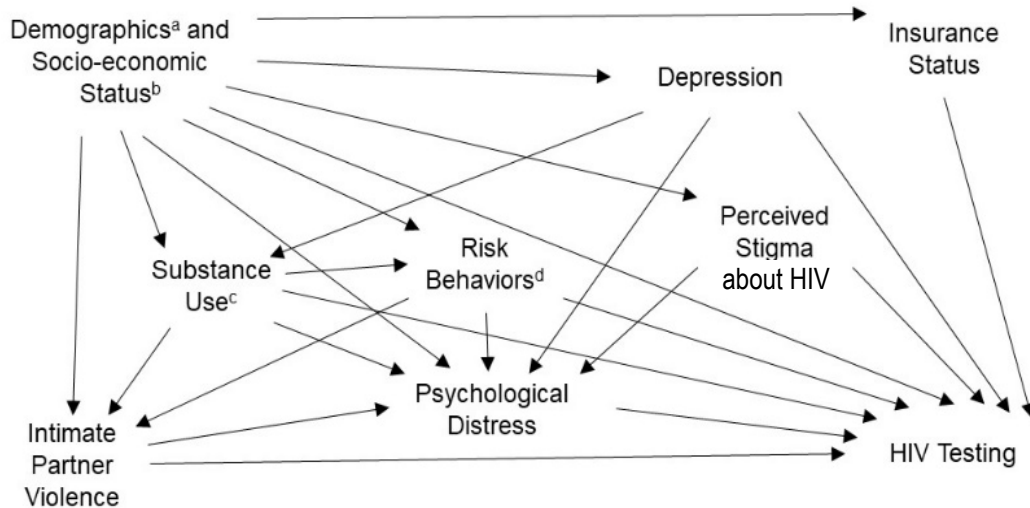 Demographicsᵃ and
Socio-economic
Statusᵇ
Insurance
Status
Depression
Perceived
Stigma
about HIV
Substance
Useᶜ
Risk
Behaviorsᵈ
Psychological
Distress
Intimate
Partner
Violence
HIV Testing